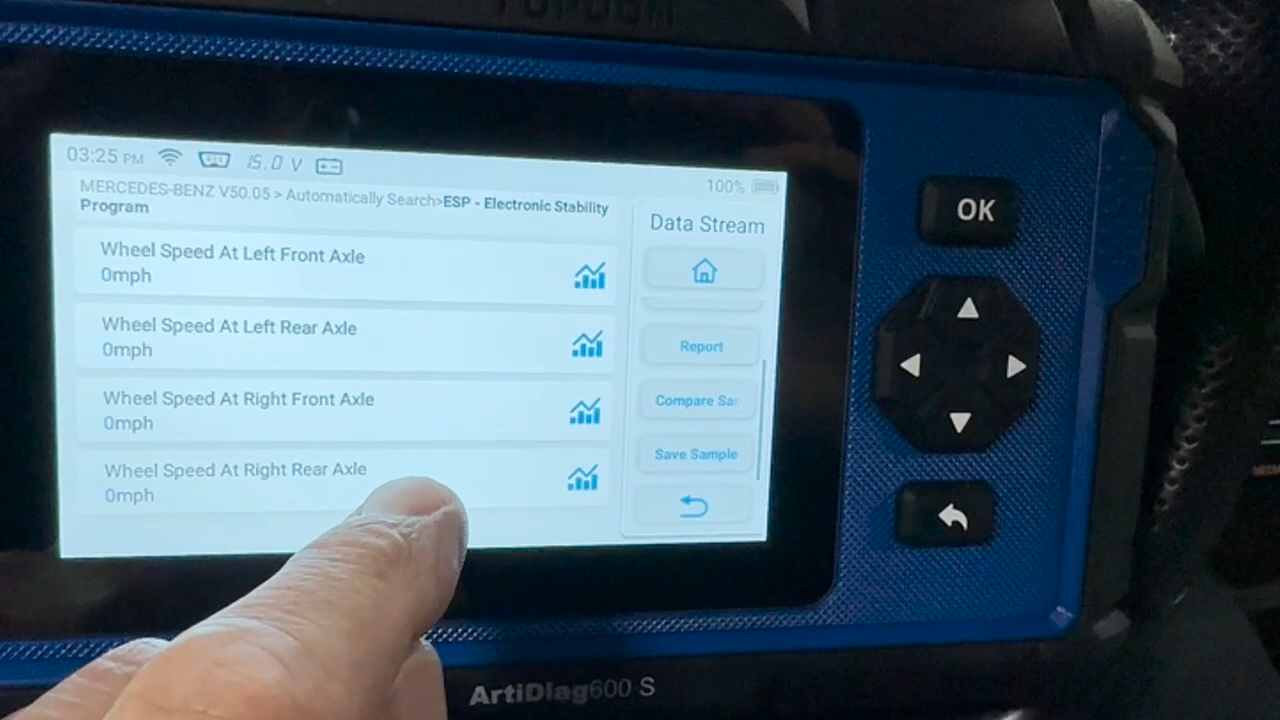 TOPDON
03:25 PM 15.0 V 100%
MERCEDES-BENZ V50.05 > Automatically Search>ESP - Electronic Stability
Program
Data Stream
Wheel Speed At Left Front Axle
0mph
Wheel Speed At Left Rear Axle
0mph
Wheel Speed At Right Front Axle
0mph
Wheel Speed At Right Rear Axle
0mph
Report
Compare Sa
Save Sample
OK
ArtiDiag600 S